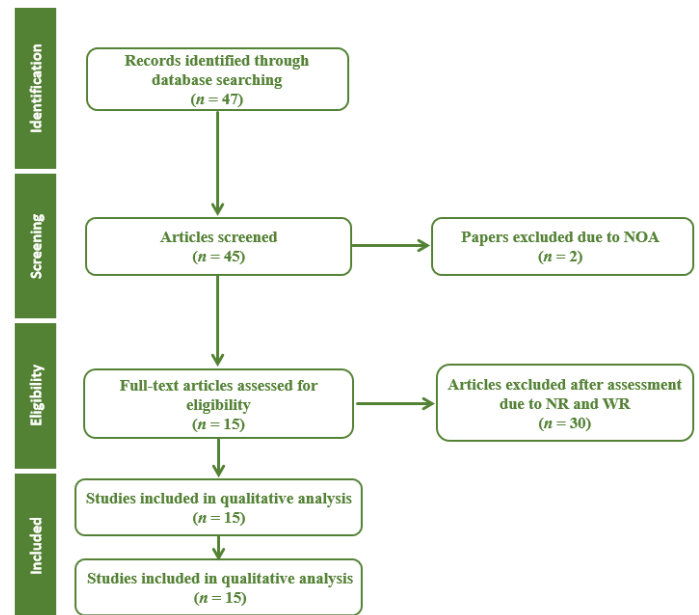 Identification
Records identified through
database searching
(n = 47)
Screening
Articles screened
(n = 45)
Papers excluded due to NOA
(n = 2)
Eligibility
Full-text articles assessed for
eligibility
(n = 15)
Articles excluded after assessment
due to NR and WR
(n = 30)
Included
Studies included in qualitative analysis
(n = 15)
Studies included in qualitative analysis
(n = 15)